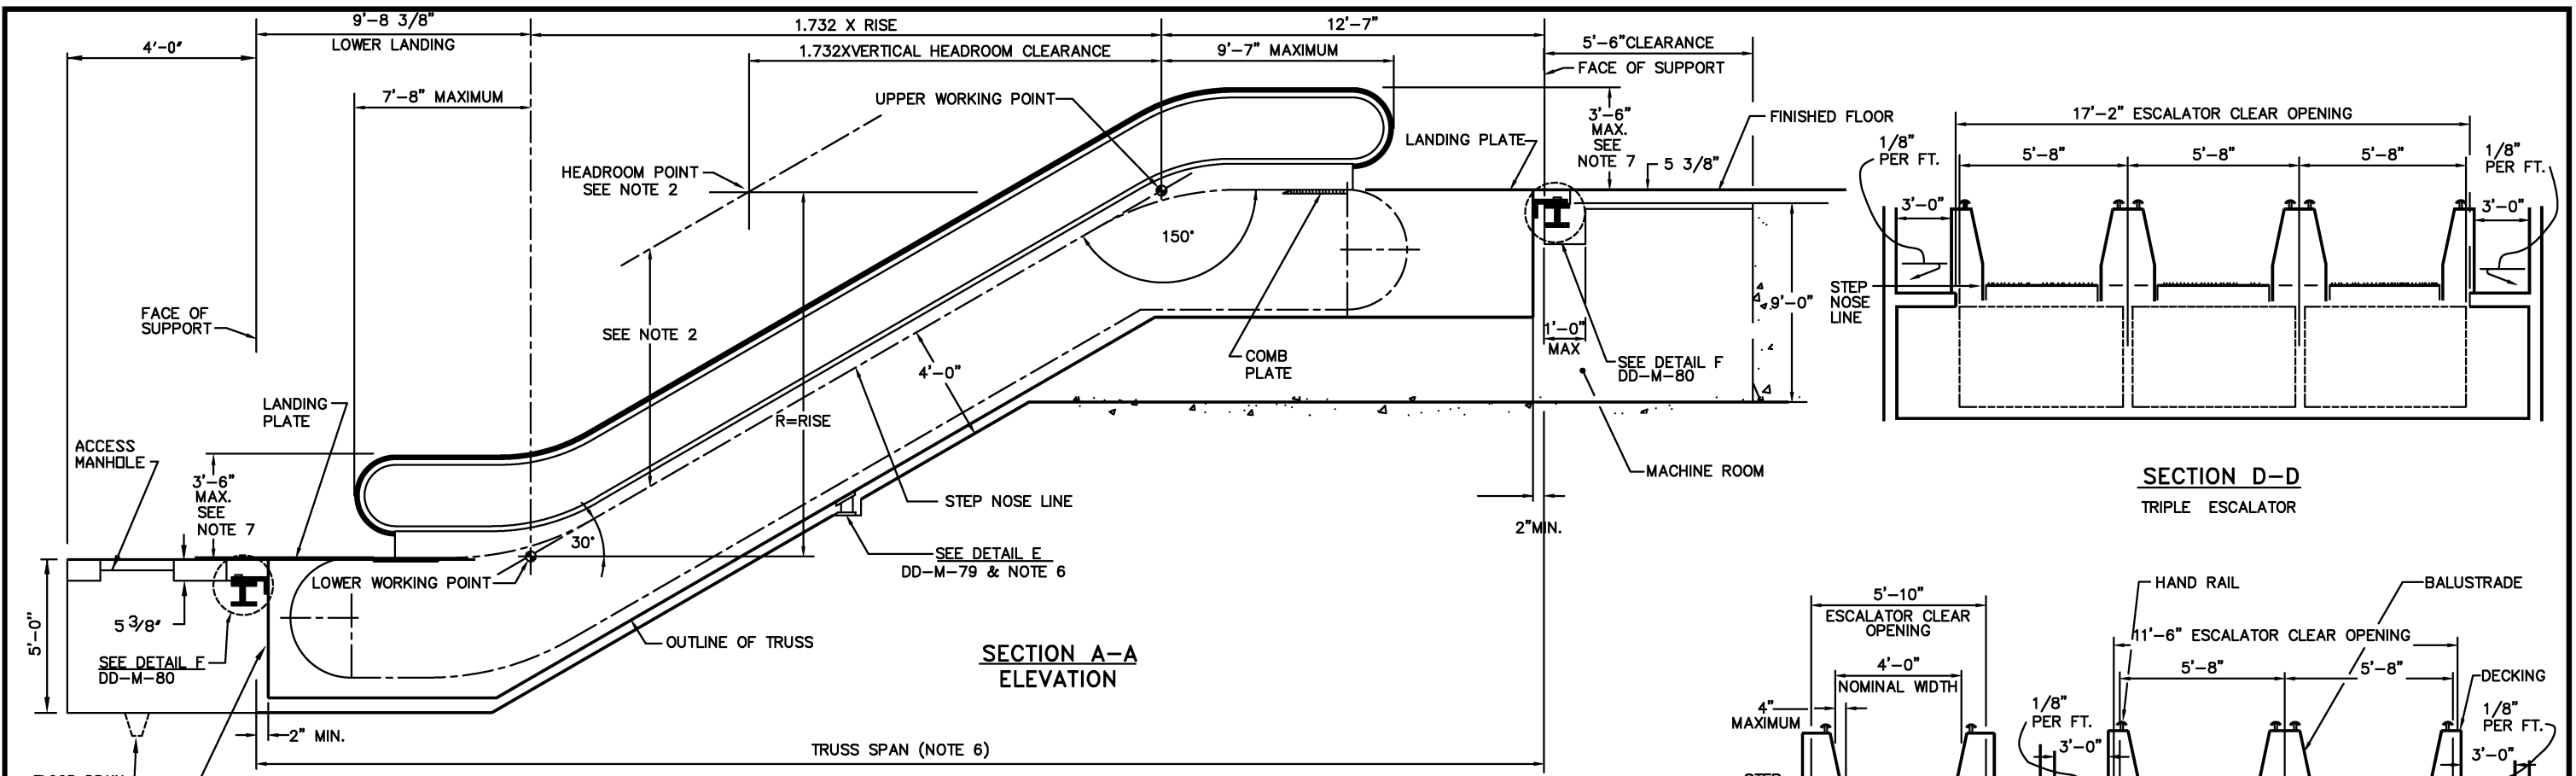 9'-8 3/8"
LOWER LANDING
4'-0"
1.732 X RISE
12'-7"
1.732XVERTICAL HEADROOM CLEARANCE
9'-7" MAXIMUM
5'-6"CLEARANCE
FACE OF SUPPORT
7'-8" MAXIMUM
UPPER WORKING POINT
3'-6"
MAX.
SEE
NOTE 7
FINISHED FLOOR
LANDING PLATE
5 3/8"
HEADROOM POINT
SEE NOTE 2
150°
FACE OF
SUPPORT
SEE NOTE 2
9'-0"
1'-0"
MAX
COMB
PLATE
SEE DETAIL F
DD-M-80
4'-0"
LANDING
PLATE
R=RISE
ACCESS
MANHOLE
MACHINE ROOM
3'-6"
MAX.
SEE
NOTE 7
STEP NOSE LINE
2"MIN.
30°
SEE DETAIL E
DD-M-79 & NOTE 6
LOWER WORKING POINT
5'-0"
5 3/8"
OUTLINE OF TRUSS
SEE DETAIL F
DD-M-80
SECTION A-A
ELEVATION
2" MIN.
TRUSS SPAN (NOTE 6)
17'-2" ESCALATOR CLEAR OPENING
1/8"
PER FT.
5'-8"
5'-8"
5'-8"
1/8"
PER FT.
3'-0"
3'-0"
STEP
NOSE
LINE
SECTION D-D
TRIPLE ESCALATOR
HAND RAIL
BALUSTRADE
5'-10"
ESCALATOR CLEAR
OPENING
11'-6" ESCALATOR CLEAR OPENING
4'-0"
NOMINAL WIDTH
5'-8"
5'-8"
DECKING
4"
MAXIMUM
1/8"
PER FT.
1/8"
PER FT.
3'-0"
3'-0"